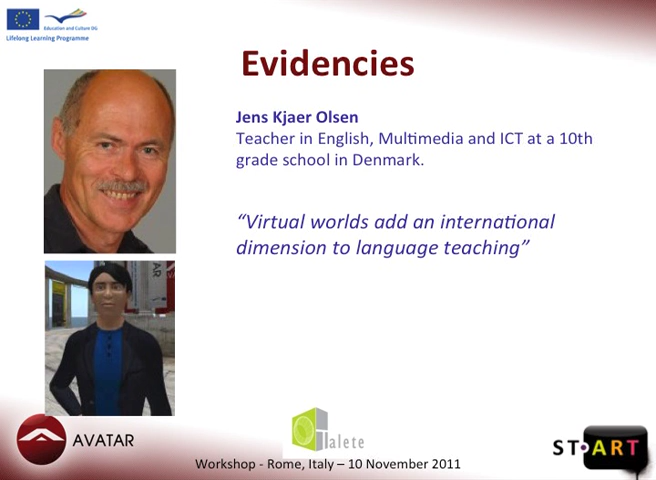 Education and Culture DG
Lifelong Learning Programme
Evidencies
Jens Kjaer Olsen
Teacher in English, Multimedia and ICT at a 10th
grade school in Denmark.
“Virtual worlds add an international
dimension to language teaching”
AVATAR
Talete
ST·ART
Workshop - Rome, Italy – 10 November 2011